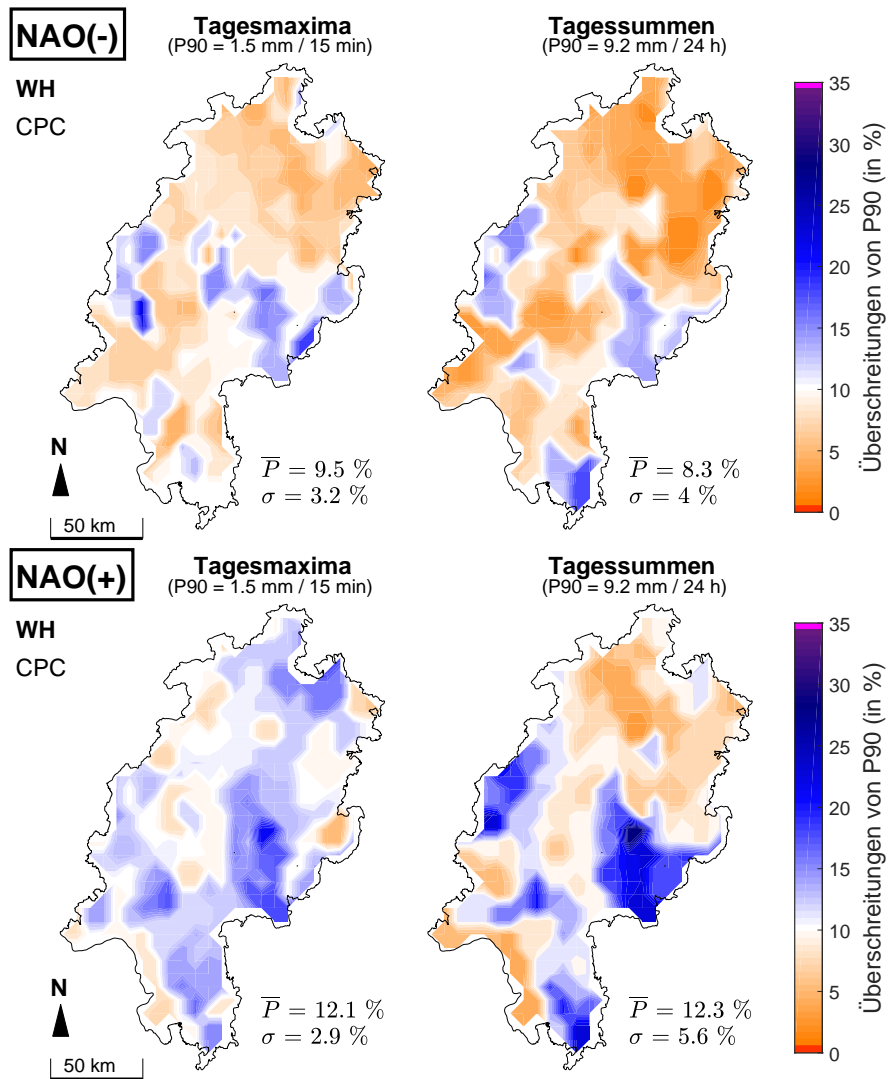 NAO(-)
Tagesmaxima
(P90 = 1.5 mm / 15 min)
Tagessummen
(P90 = 9.2 mm / 24 h)
WH
CPC
N
50 km
P = 9.5 %
σ = 3.2 %
P = 8.3 %
σ = 4 %
35
30
25
20
15
10
5
0
Überschreitungen von P90 (in %)
NAO(+)
Tagesmaxima
(P90 = 1.5 mm / 15 min)
Tagessummen
(P90 = 9.2 mm / 24 h)
WH
CPC
N
50 km
P = 12.1 %
σ = 2.9 %
P = 12.3 %
σ = 5.6 %
35
30
25
20
15
10
5
0
Überschreitungen von P90 (in %)